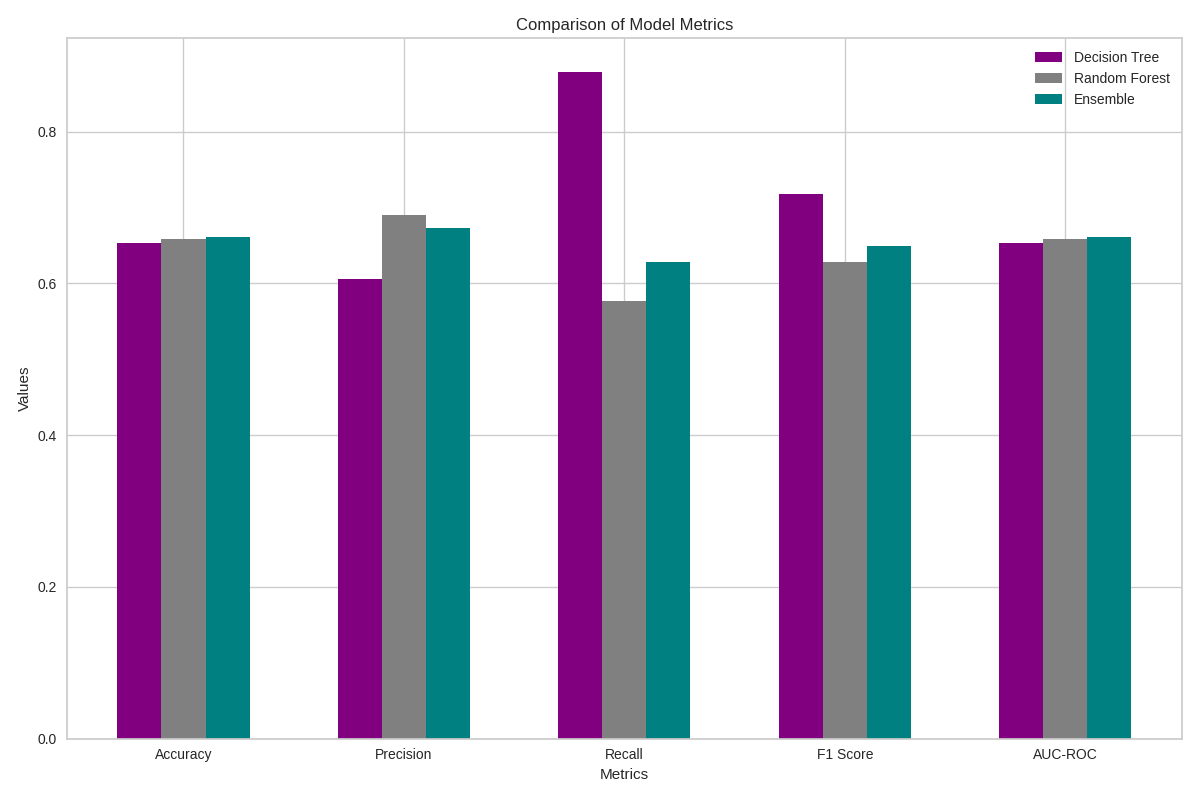 Comparison of Model Metrics
Decision Tree
Random Forest
Ensemble
0.8
0.6
0.4
0.2
0.0
Values
Accuracy
Precision
Recall
F1 Score
AUC-ROC
Metrics